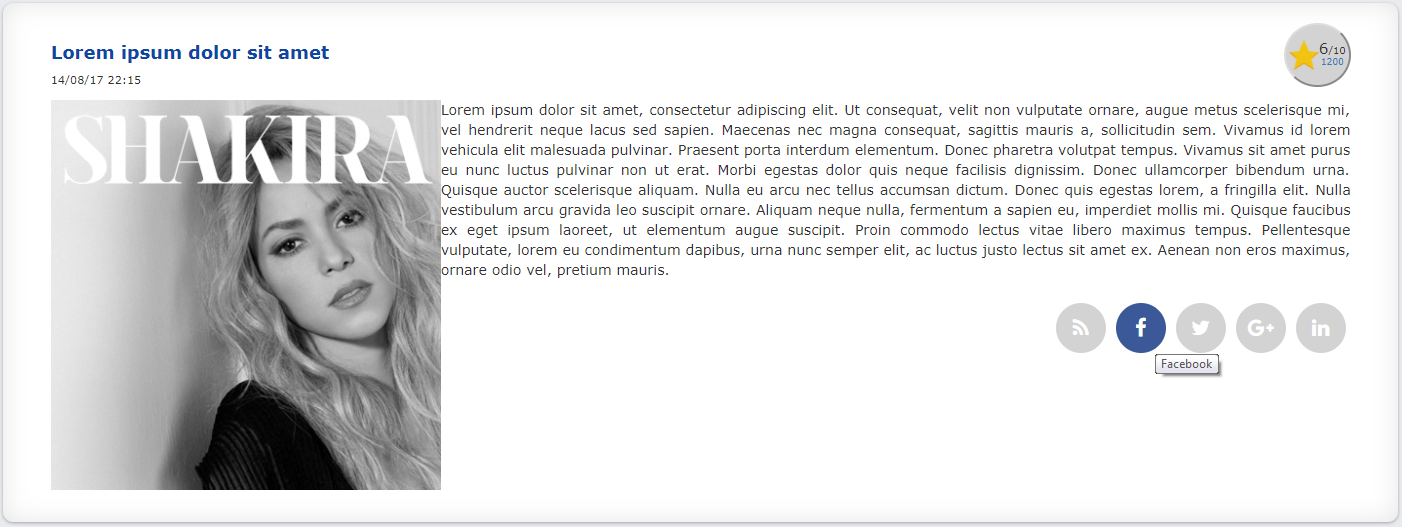 Lorem ipsum dolor sit amet
6/10
1200
14/08/17 22:15
SHAKIRA
Lorem ipsum dolor sit amet, consectetur adipiscing elit. Ut consequat, velit non vulputate ornare, augue metus scelerisque mi,
vel hendrerit neque lacus sed sapien. Maecenas nec magna consequat, sagittis mauris a, sollicitudin sem. Vivamus id lorem
vehicula elit malesuada pulvinar. Praesent porta interdum elementum. Donec pharetra volutpat tempus. Vivamus sit amet purus
eu nunc luctus pulvinar non ut erat. Morbi egestas dolor quis neque facilisis dignissim. Donec ullamcorper bibendum urna.
Quisque auctor scelerisque aliquam. Nulla eu arcu nec tellus accumsan dictum. Donec quis egestas lorem, a fringilla elit. Nulla
vestibulum arcu gravida leo suscipit ornare. Aliquam neque nulla, fermentum a sapien eu, imperdiet mollis mi. Quisque faucibus
ex eget ipsum laoreet, ut elementum augue suscipit. Proin commodo lectus vitae libero maximus tempus. Pellentesque
vulputate, lorem eu condimentum dapibus, urna nunc semper elit, ac luctus justo lectus sit amet ex. Aenean non eros maximus,
ornare odio vel, pretium mauris.
f G+ in
Facebook